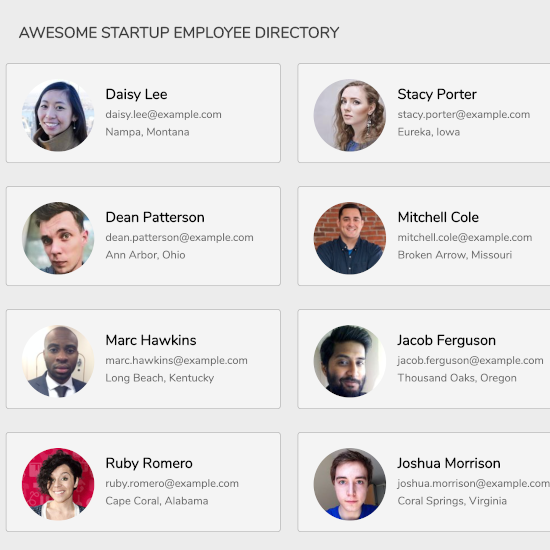 AWESOME STARTUP EMPLOYEE DIRECTORY
Daisy Lee
daisy.lee@example.com
Nampa, Montana
Stacy Porter
stacy.porter@example.com
Eureka, Iowa
Dean Patterson
dean.patterson@example.com
Ann Arbor, Ohio
Mitchell Cole
mitchell.cole@example.com
Broken Arrow, Missouri
Marc Hawkins
marc.hawkins@example.com
Long Beach, Kentucky
Jacob Ferguson
jacob.ferguson@example.com
Thousand Oaks, Oregon
Ruby Romero
ruby.romero@example.com
Cape Coral, Alabama
Joshua Morrison
joshua.morrison@example.com
Coral Springs, Virginia